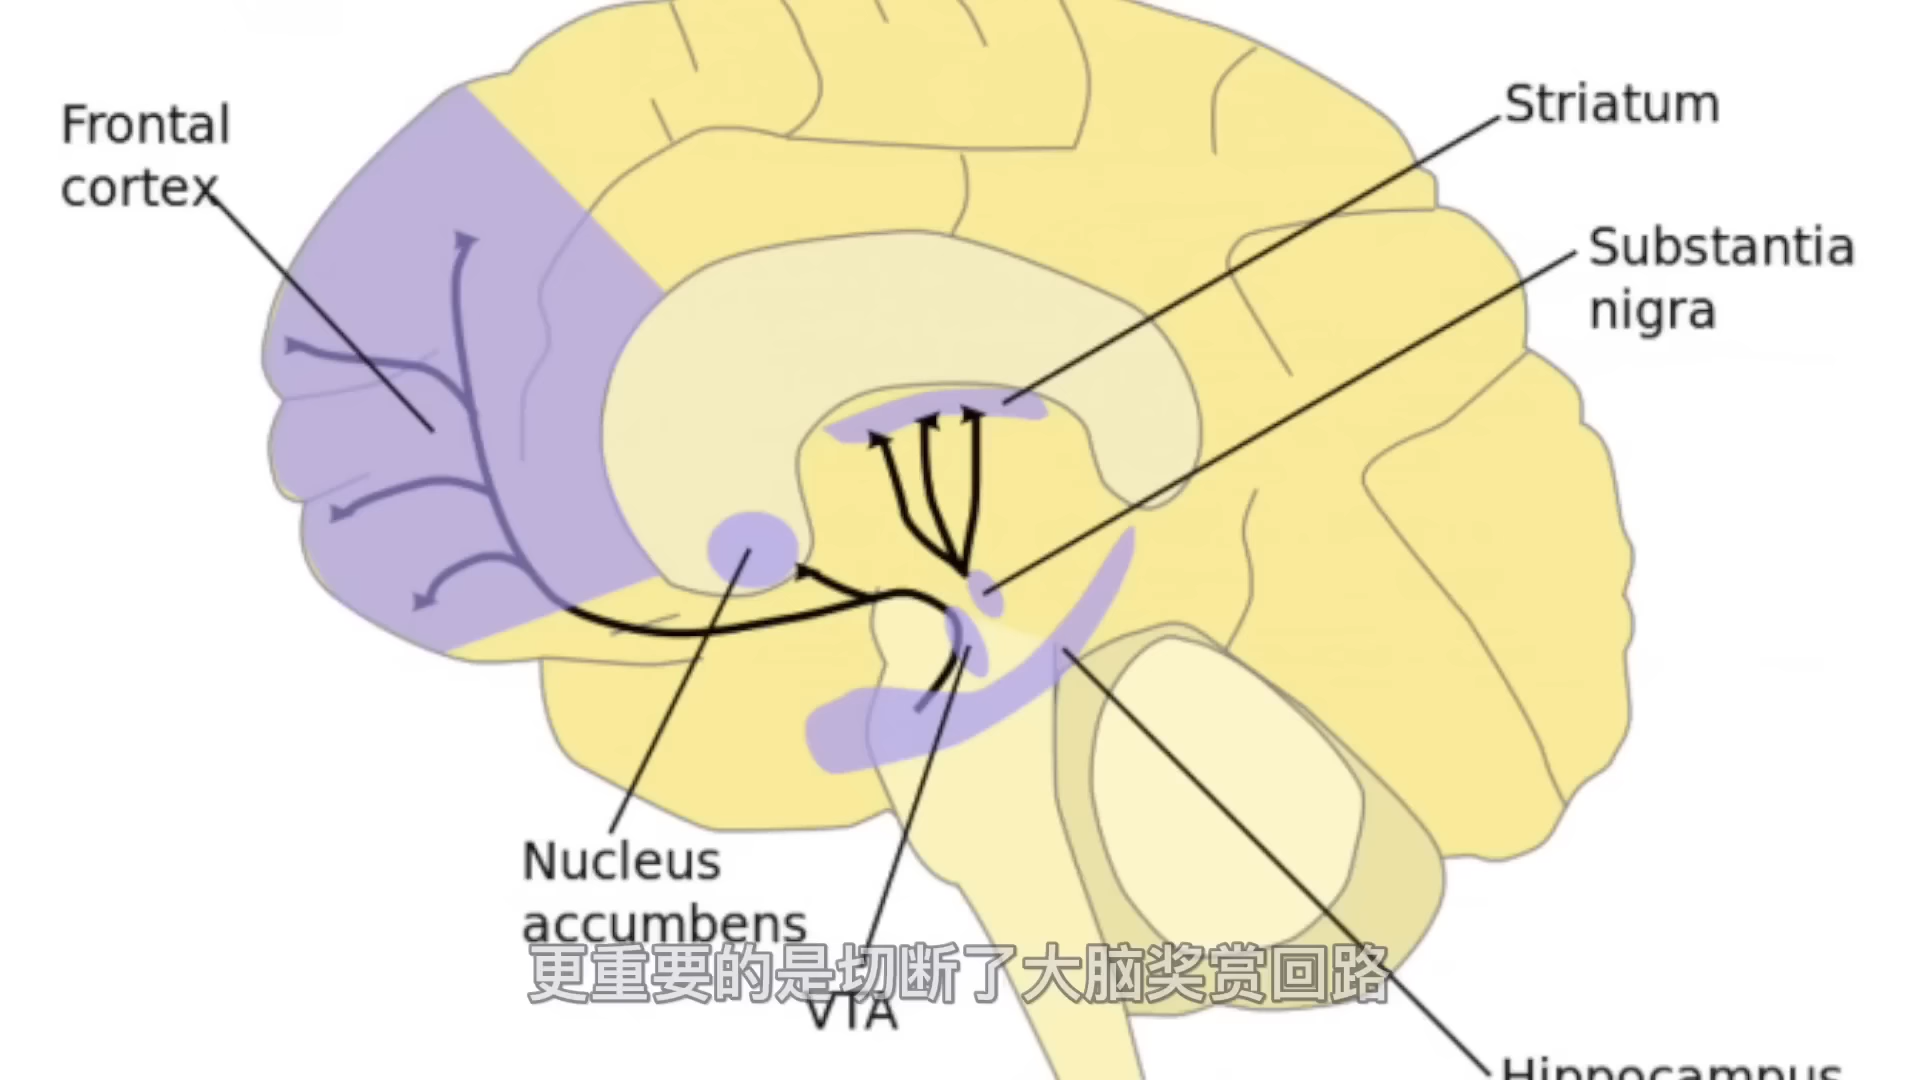 Frontal
cortex
Striatum
Substantia
nigra
Nucleus
accumbens
更重要的是切断了大脑奖赏回路
VTA
Hippocampus